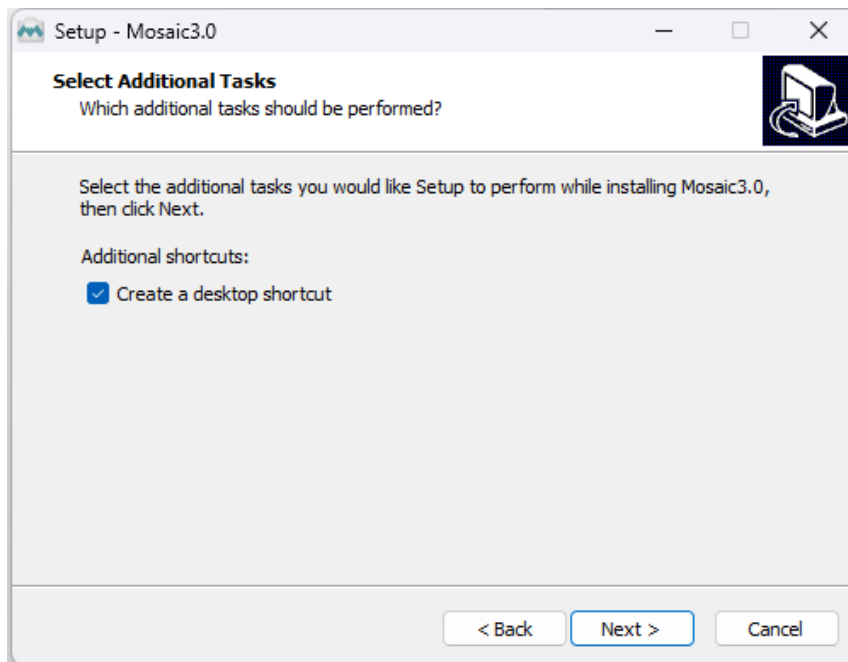 Setup - Mosaic3.0
Select Additional Tasks
Which additional tasks should be performed?
Select the additional tasks you would like Setup to perform while installing Mosaic3.0,
then click Next.
Additional shortcuts:
Create a desktop shortcut
< Back
Next >
Cancel